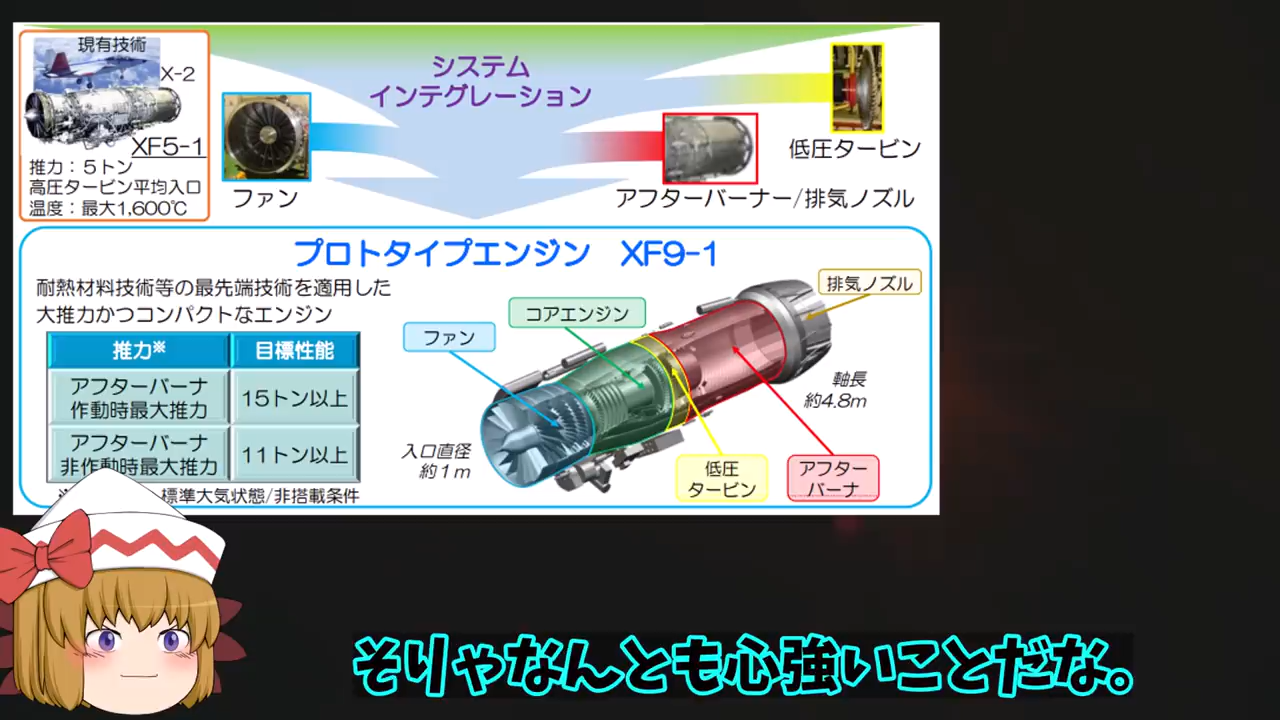 現有技術
X-2
XF5-1
推力：5トン
高圧タービン平均入口
温度：最大1,600℃
システム
インテグレーション
ファン
アフターバーナー/排気ノズル
低圧タービン
プロトタイプエンジン XF9-1
耐熱材料技術等の最先端技術を適用した
大推力かつコンパクトなエンジン
推力※
目標性能
アフターバーナ
作動時最大推力
15トン以上
アフターバーナ
非作動時最大推力
11トン以上
標準大気状態/非搭載条件
ファン
コアエンジン
排気ノズル
入口直径
約1m
軸長
約4.8m
低圧
タービン
アフター
バーナ
そりゃなんとも心強いことだな。